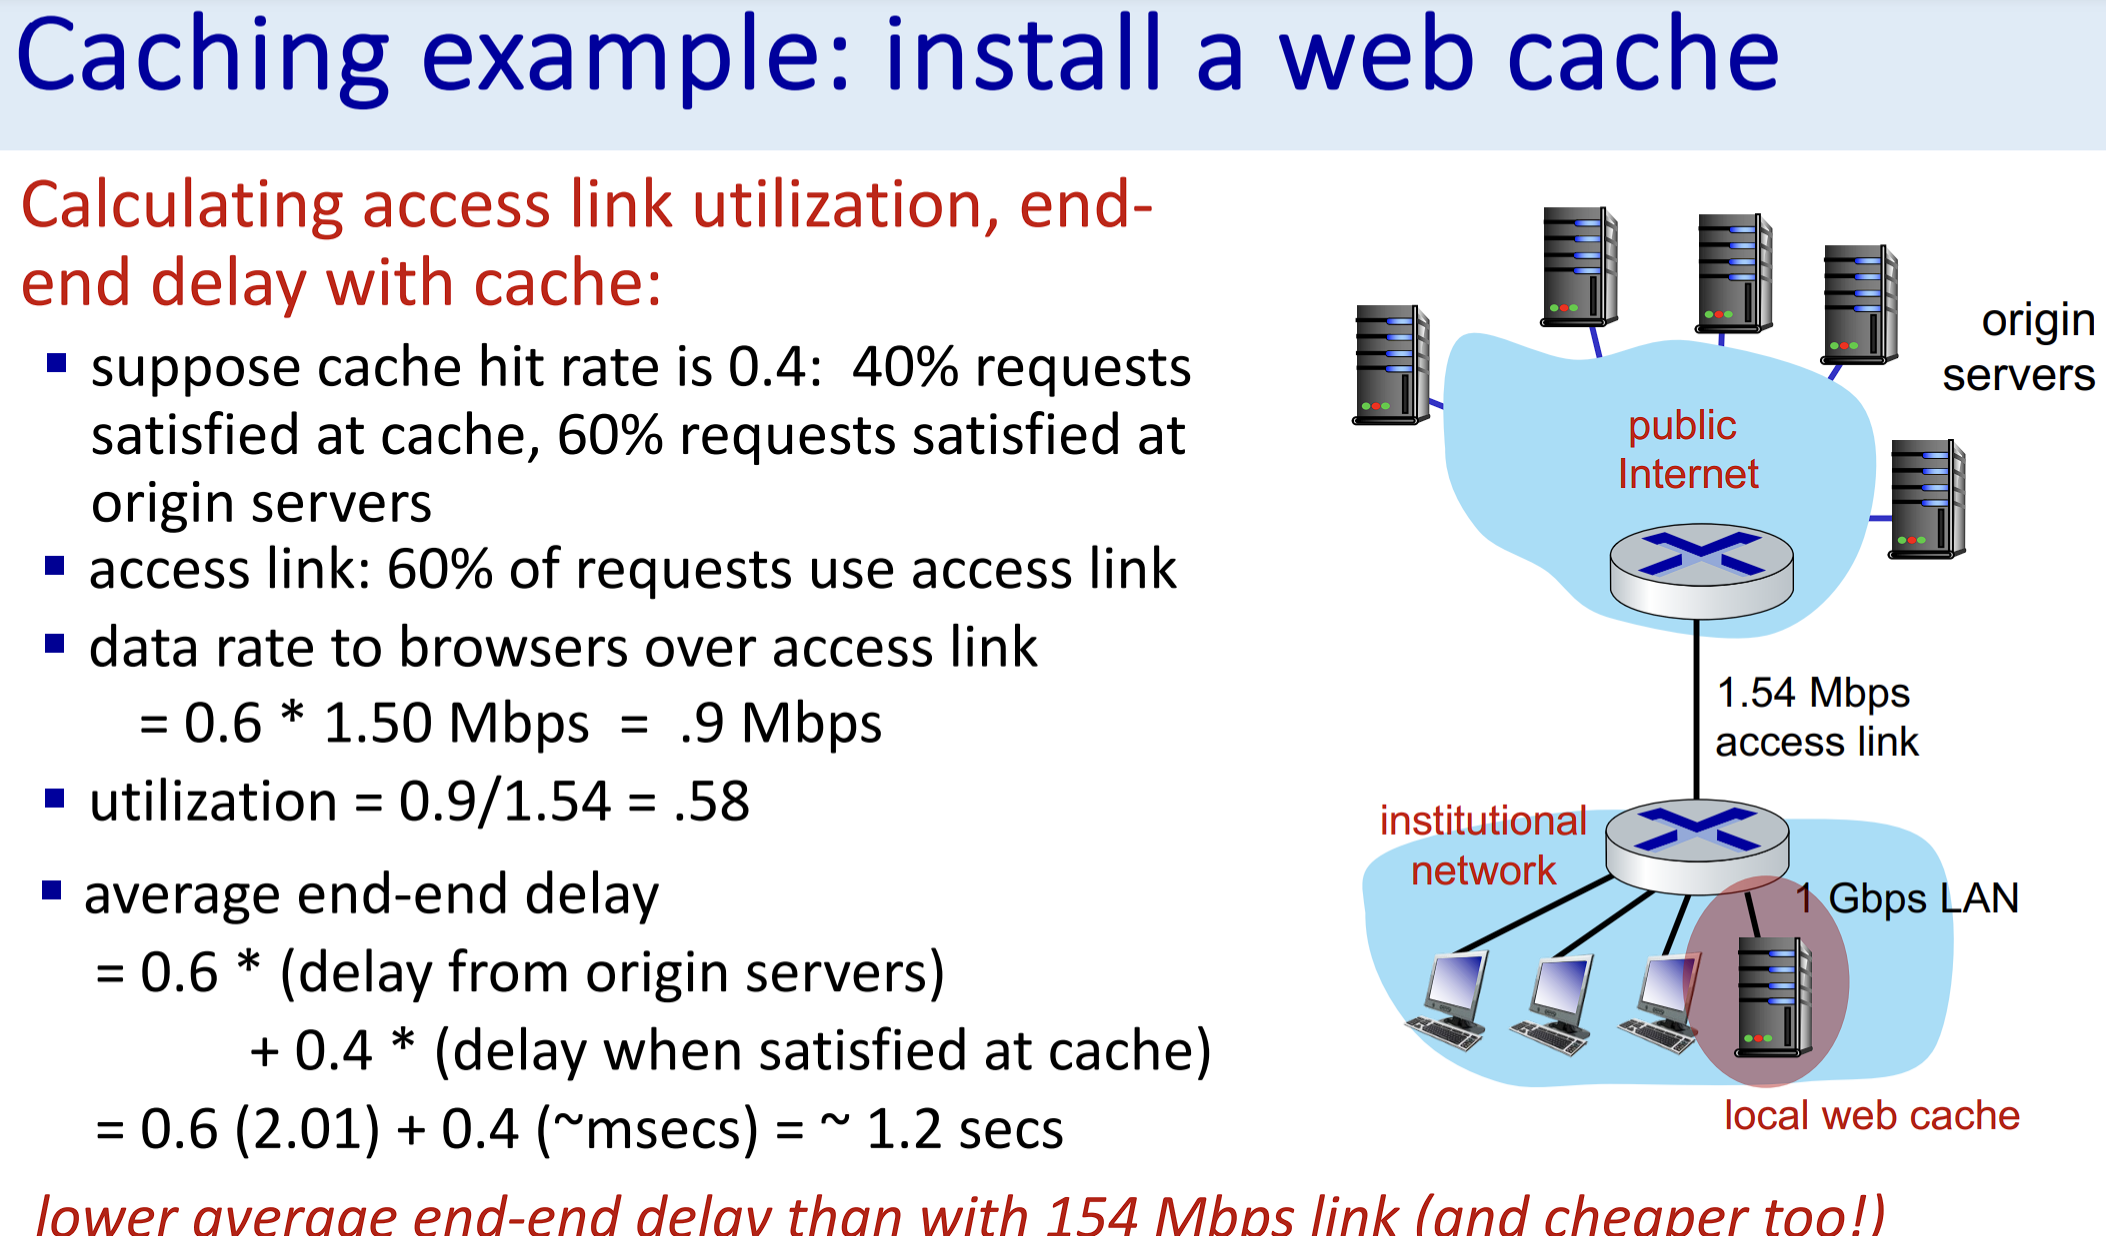 Caching example: install a web cache
Calculating access link utilization, end-
end delay with cache:
suppose cache hit rate is 0.4: 40% requests
satisfied at cache, 60% requests satisfied at
origin servers
access link: 60% of requests use access link
data rate to browsers over access link
= 0.6 * 1.50 Mbps = .9 Mbps
utilization = 0.9/1.54 = .58
average end-end delay
= 0.6 * (delay from origin servers)
+ 0.4 * (delay when satisfied at cache)
= 0.6 (2.01) + 0.4 (~msecs) = ~ 1.2 secs
lower average end-end delay than with 154 Mbps link (and cheaper too!)
origin
servers
public
Internet
1.54 Mbps
access link
institutional
network
1 Gbps LAN
local web cache